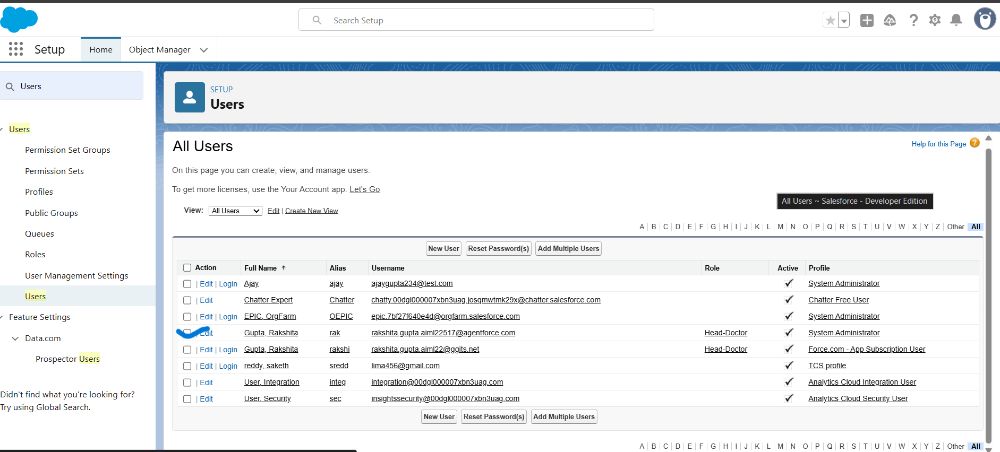 Search Setup
Setup Home Object Manager
Users
SETUP
Users
Users
Permission Set Groups
Permission Sets
Profiles
Public Groups
Queues
Roles
User Management Settings
Users
Feature Settings
Data.com
Prospector Users
Didn't find what you're looking for?
Try using Global Search.
All Users
Help for this Page ?
On this page you can create, view, and manage users.
To get more licenses, use the Your Account app. Let's Go
All Users ~ Salesforce - Developer Edition
View: All Users Edit | Create New View
A | B | C | D | E | F | G | H | I | J | K | L | M | N | O | P | Q | R | S | T | U | V | W | X | Y | Z | Other | All
New User Reset Password(s) Add Multiple Users
Action Full Name ↑ Alias Username Role Active Profile
| Edit | Login Ajay ajay ajaygupta234@test.com System Administrator
| Edit Chatter Expert Chatter chatty.00dgl000007xbn3uag.josqmwtmk29x@chatter.salesforce.com Chatter Free User
| Edit | Login EPIC, OrgFarm OEPIC epic.7bf27f640e4d@orgfarm.salesforce.com System Administrator
Edit Gupta, Rakshita rak rakshita.gupta.aiml22517@agentforce.com Head-Doctor System Administrator
| Edit | Login Gupta, Rakshita rakshi rakshita.gupta.aiml22@ggits.net Head-Doctor Force.com - App Subscription User
| Edit | Login reddy, saketh sredd lima456@gmail.com TCS profile
| Edit User, Integration integ integration@00dgl000007xbn3uag.com Analytics Cloud Integration User
| Edit User, Security sec insightssecurity@00dgl000007xbn3uag.com Analytics Cloud Security User
New User Reset Password(s) Add Multiple Users
A | B | C | D | E | F | G | H | I | J | K | L | M | N | O | P | Q | R | S | T | U | V | W | X | Y | Z | Other | All